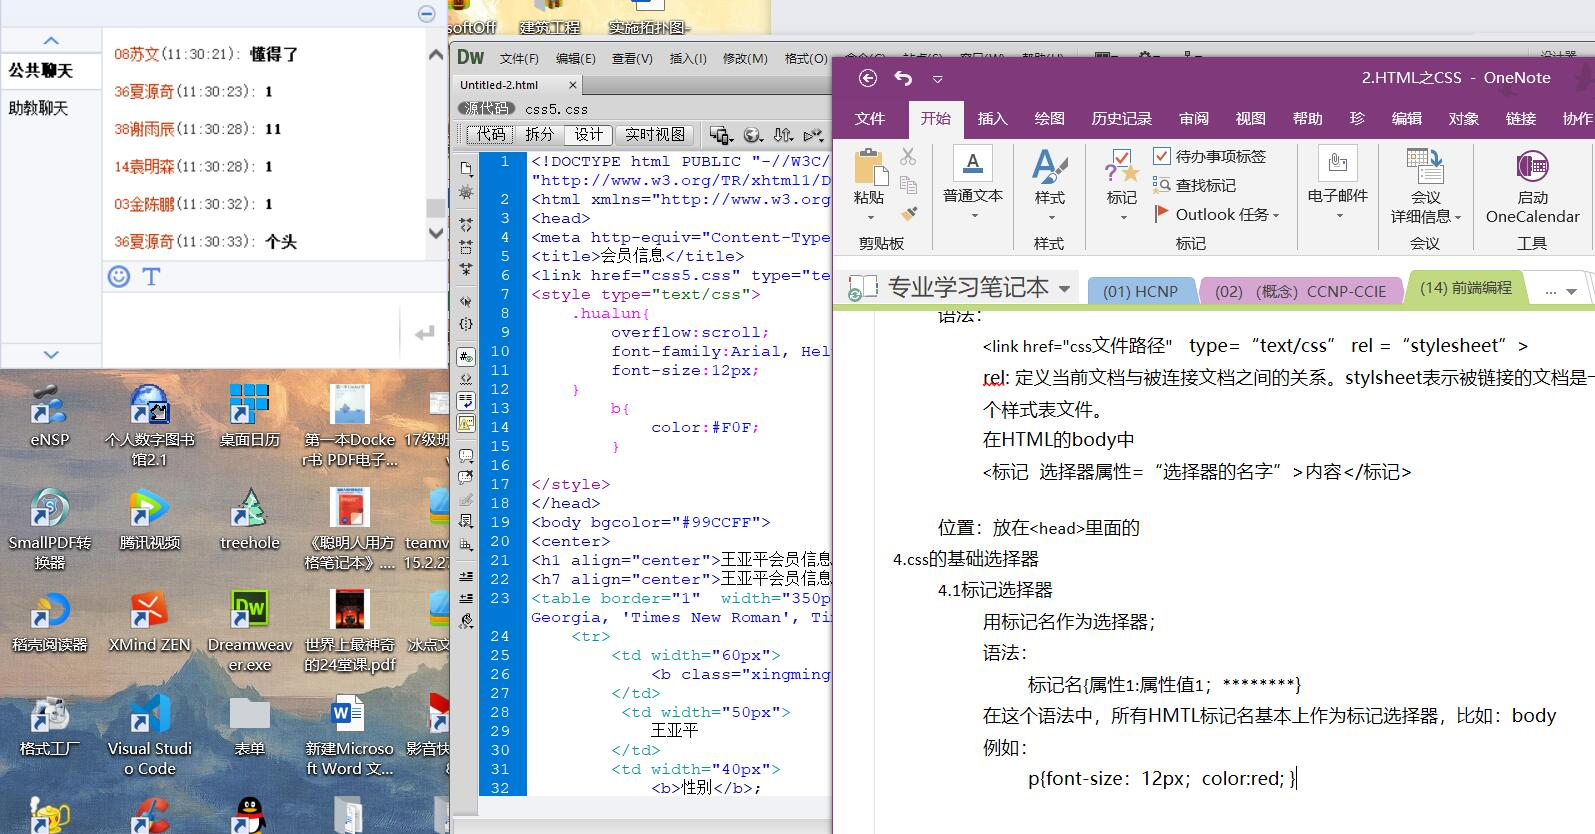 公共聊天
助教聊天
08苏文(11:30:21): 懂得了
36夏源奇(11:30:23): 1
38谢雨辰(11:30:28): 11
14袁明森(11:30:28): 1
03金陈鹏(11:30:32): 1
36夏源奇(11:30:33): 个头
T
softOff
建筑工程
实施拓扑图-
eNSP
个人数字图书馆2.1
桌面日历
第一本Docker书 PDF电子...
17级班
SmallPDF转换器
腾讯视频
treehole
《聪明人用方格笔记本》....
teamv
15.2.27
稻壳阅读器
XMind ZEN
Dreamweaver.exe
世界上最神奇的24堂课.pdf
冰点文
格式工厂
Visual Studio Code
表单
新建Microsoft Word 文...
影音快
Dw
文件(F) 编辑(E) 查看(V) 插入(I) 修改(M) 格式(O)
Untitled-2.html ×
源代码 css5.css
代码 拆分 设计 实时视图
1 <!DOCTYPE html PUBLIC "-//W3C/
"http://www.w3.org/TR/xhtml1/D
2 <html xmlns="http://www.w3.org
3 <head>
4 <meta http-equiv="Content-Type
5 <title>会员信息</title>
6 <link href="css5.css" type="te
7 <style type="text/css">
8 .hualun{
9 overflow:scroll;
10 font-family:Arial, Hel
11 font-size:12px;
12 }
13 b{
14 color:#F0F;
15 }
16
17 </style>
18 </head>
19 <body bgcolor="#99CCFF">
20 <center>
21 <h1 align="center">王亚平会员信息
22 <h7 align="center">王亚平会员信息
23 <table border="1" width="350p
Georgia, 'Times New Roman', Ti
24 <tr>
25 <td width="60px">
26 <b class="xingming
27 </td>
28 <td width="50px">
29 王亚平
30 </td>
31 <td width="40px">
32 <b>性别</b>;
2.HTML之CSS - OneNote
文件 开始 插入 绘图 历史记录 审阅 视图 帮助 珍 编辑 对象 链接 协作
粘贴
剪贴板
普通文本
样式
样式
标记
待办事项标签
查找标记
Outlook 任务
标记
电子邮件
会议
详细信息
会议
启动
OneCalendar
工具
专业学习笔记本
(01) HCNP
(02) （概念）CCNP-CCIE
(14) 前端编程
...
语法：
<link href="css文件路径" type=“text/css” rel =“stylesheet”>
rel: 定义当前文档与被连接文档之间的关系。stylsheet表示被链接的文档是一
个样式表文件。
在HTML的body中
<标记 选择器属性=“选择器的名字”>内容</标记>
位置：放在<head>里面的
4.css的基础选择器
4.1标记选择器
用标记名作为选择器；
语法：
标记名{属性1:属性值1；********}
在这个语法中，所有HMTL标记名基本上作为标记选择器，比如：body
例如：
p{font-size：12px；color:red; }